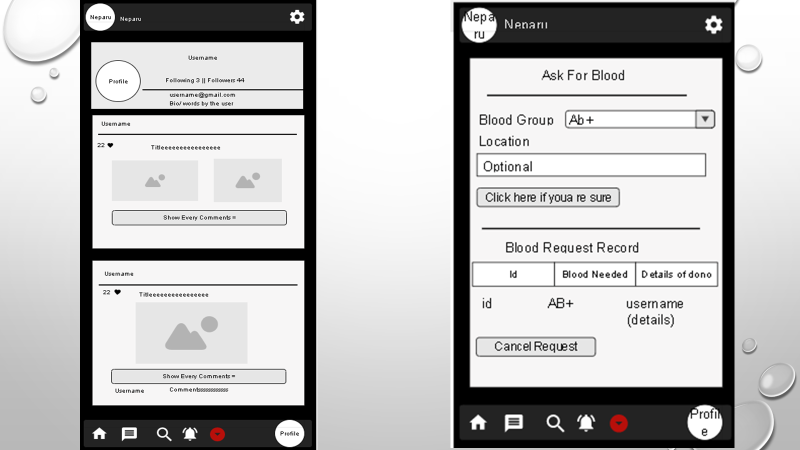 Neparu
Neparu
Username
Profile
Following 3 || Followers 44
username@gmail.com
Bio/ words by the user
Username
22
Titleeeeeeeeeeeeeeee
Show Every Comments =
Username
22
Titleeeeeeeeeeeeeeee
Show Every Comments =
Username
Commentsssssssssssss
Profile
Nepa
ru
Neparu
Ask For Blood
Blood Group
Ab+
Location
Optional
Click here if youa re sure
Blood Request Record
Id
Blood Needed
Details of dono
id
AB+
username
(details)
Cancel Request
Profil
e